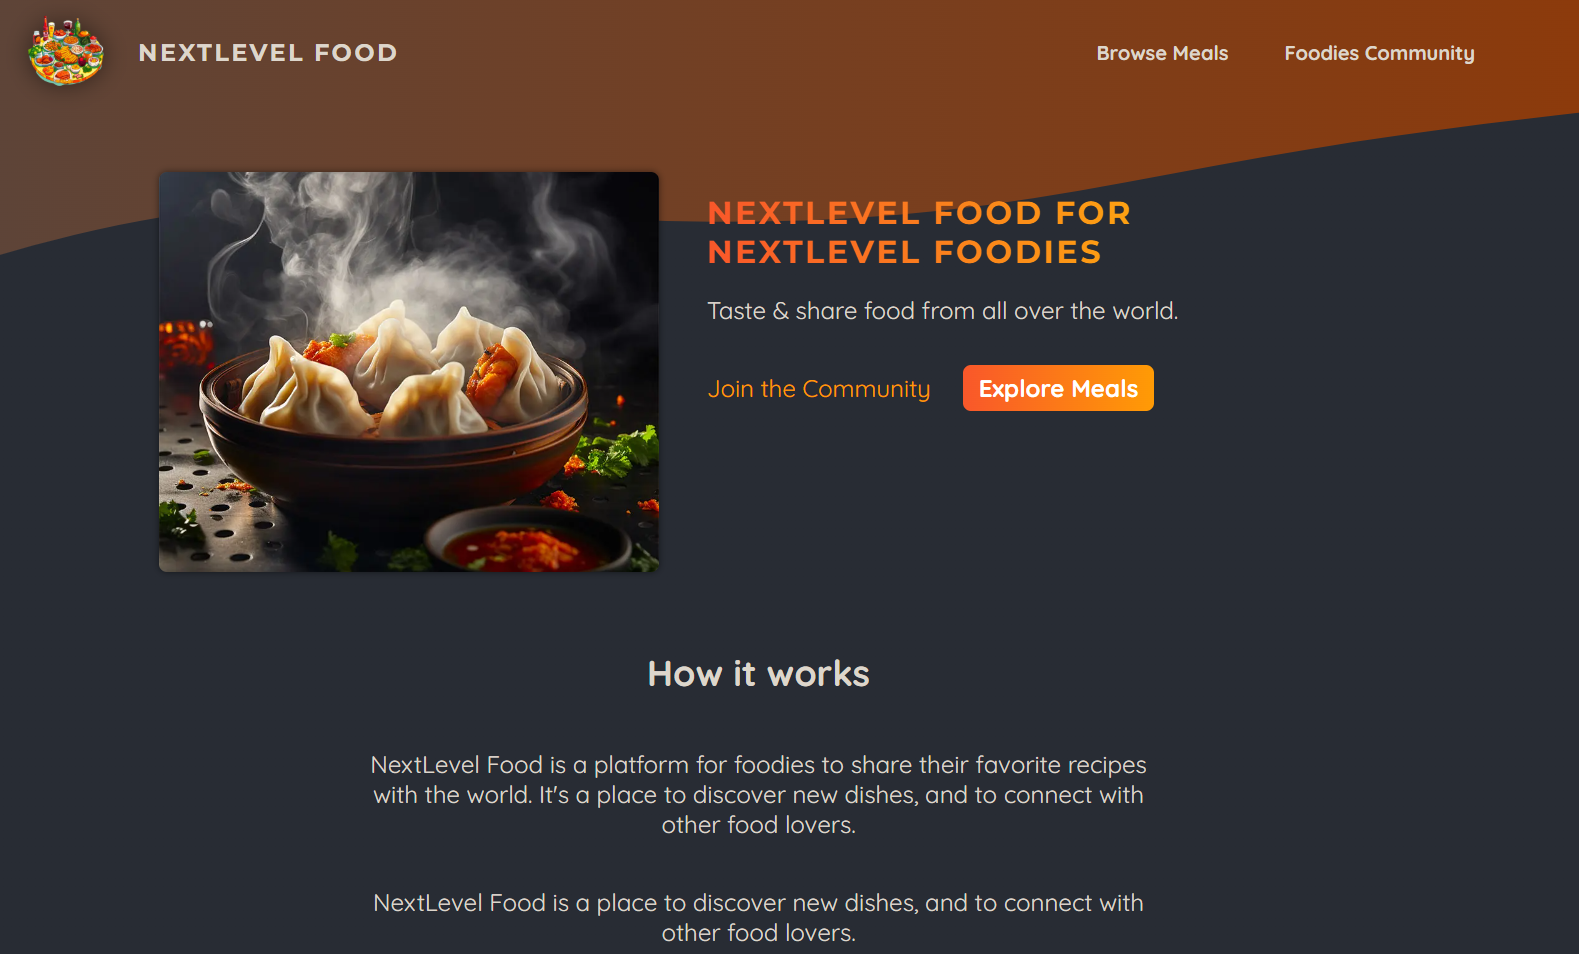 NEXTLEVEL FOOD
Browse Meals
Foodies Community
NEXTLEVEL FOOD FOR
NEXTLEVEL FOODIES
Taste & share food from all over the world.
Join the Community
Explore Meals
How it works
NextLevel Food is a platform for foodies to share their favorite recipes
with the world. It's a place to discover new dishes, and to connect with
other food lovers.
NextLevel Food is a place to discover new dishes, and to connect with
other food lovers.